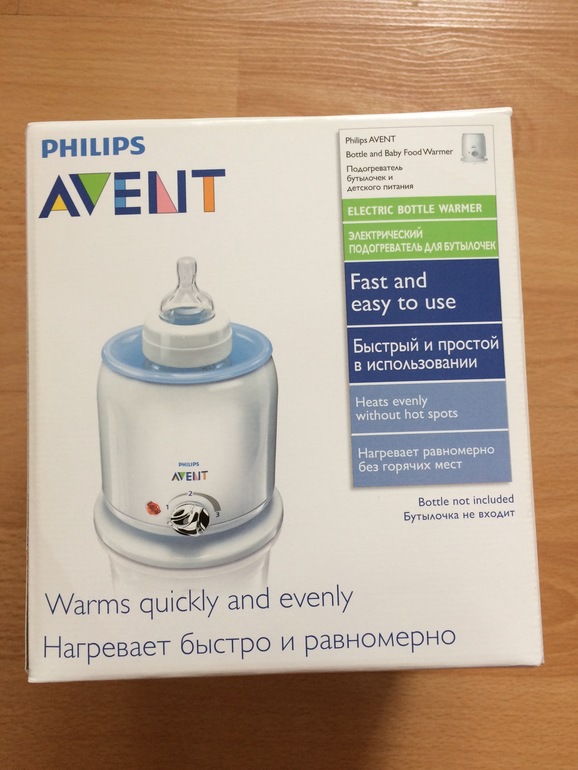 PHILIPS
AVENT
Philips AVENT
Bottle and Baby Food Warmer
Подогреватель
бутылочек и
детского питания
ELECTRIC BOTTLE WARMER
ЭЛЕКТРИЧЕСКИЙ
ПОДОГРЕВАТЕЛЬ ДЛЯ БУТЫЛОЧЕК
Fast and
easy to use
Быстрый и простой
в использовании
Heats evenly
without hot spots
Нагревает равномерно
без горячих мест
Bottle not included
Бутылочка не входит
PHILIPS
AVENT
1 2 3
Warms quickly and evenly
Нагревает быстро и равномерно